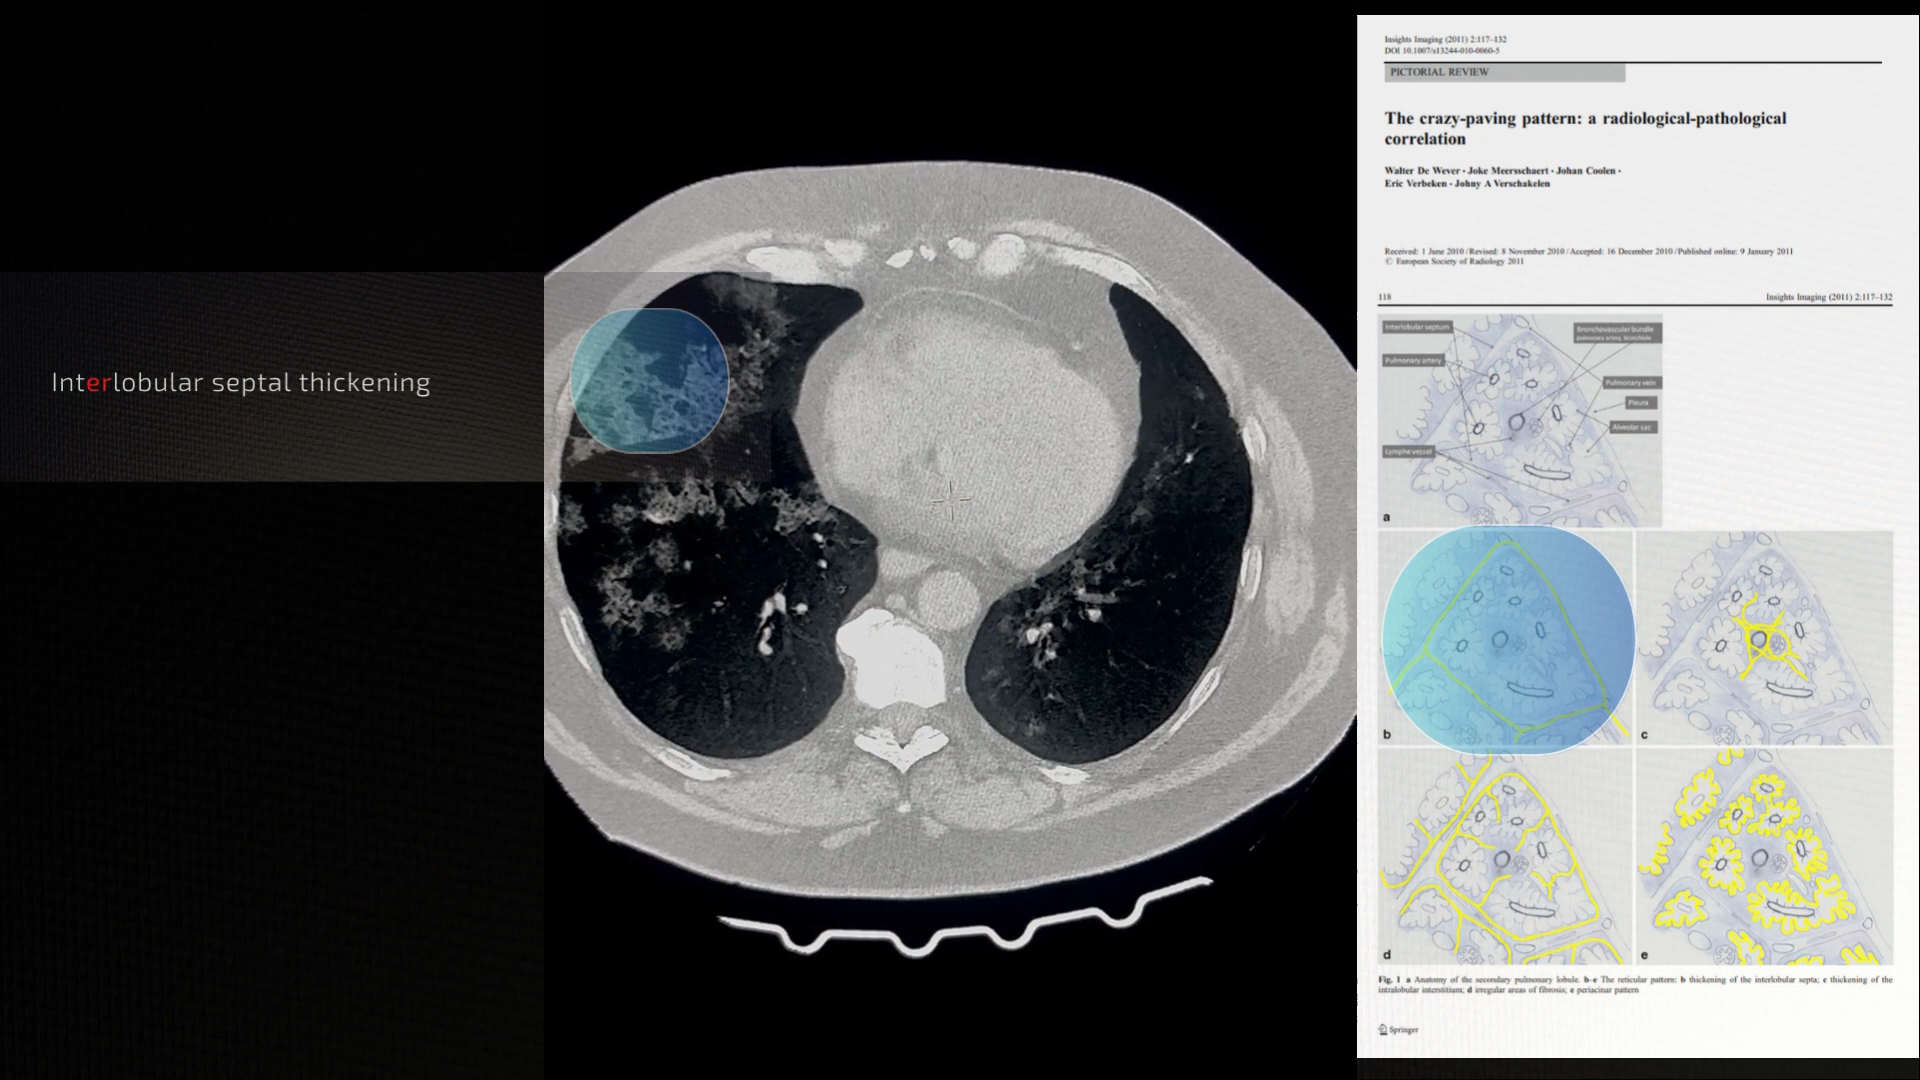 Interlobular septal thickening
Insights Imaging (2011) 2:117–132
DOI 10.1007/s13244-010-0060-5
PICTORIAL REVIEW
The crazy-paving pattern: a radiological-pathological
correlation
Walter De Wever · Joke Meersschaert · Johan Coolen ·
Eric Verbeken · Johny A Verschakelen
Received: 1 June 2010 / Revised: 8 November 2010 / Accepted: 16 December 2010 / Published online: 9 January 2011
© European Society of Radiology 2011
118
Insights Imaging (2011) 2:117–132
Interlobular septum
Bronchovascular bundle
pulmonary artery, bronchiole
Pulmonary artery
Pulmonary vein
Pleura
Alveolar sac
Lymphe vessel
a
b
c
d
e
Fig. 1 a Anatomy of the secondary pulmonary lobule. b–e The reticular pattern: b thickening of the interlobular septa; c thickening of the
intralobular interstitium; d irregular areas of fibrosis; e periacinar pattern
Springer